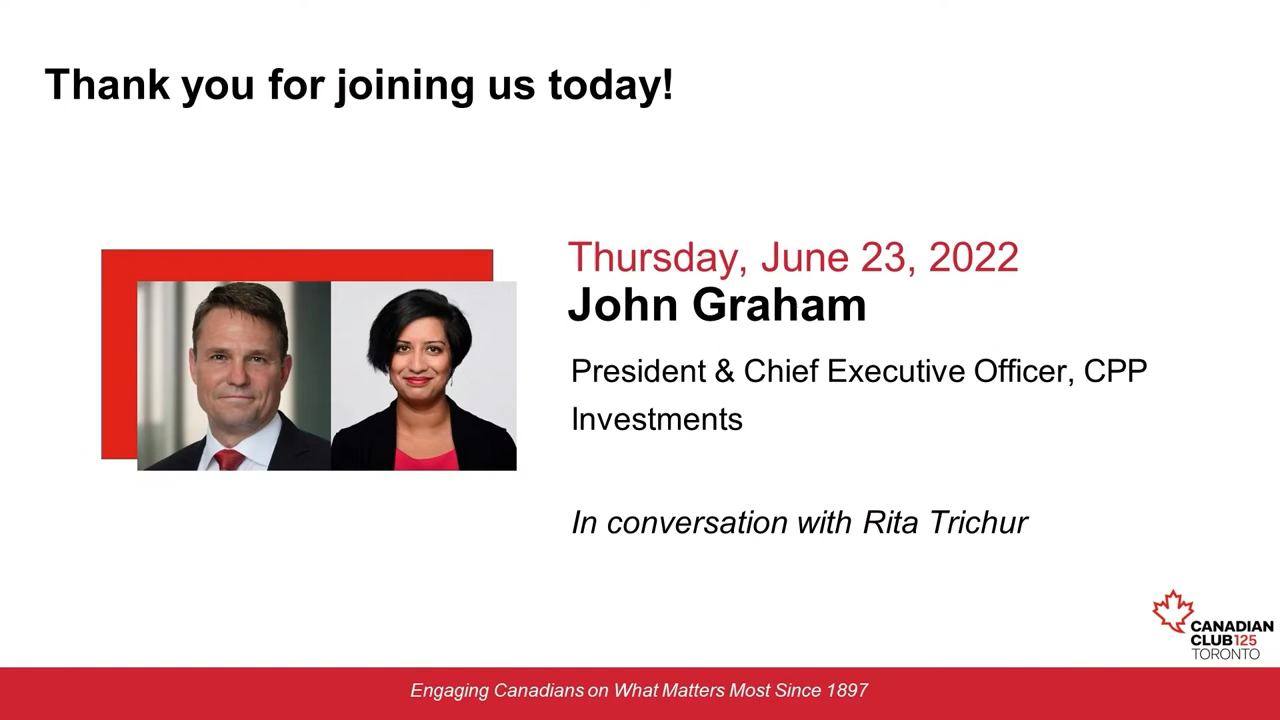 Thank you for joining us today!
Thursday, June 23, 2022
John Graham
President & Chief Executive Officer, CPP
Investments
In conversation with Rita Trichur
CANADIAN
CLUB125
TORONTO
Engaging Canadians on What Matters Most Since 1897